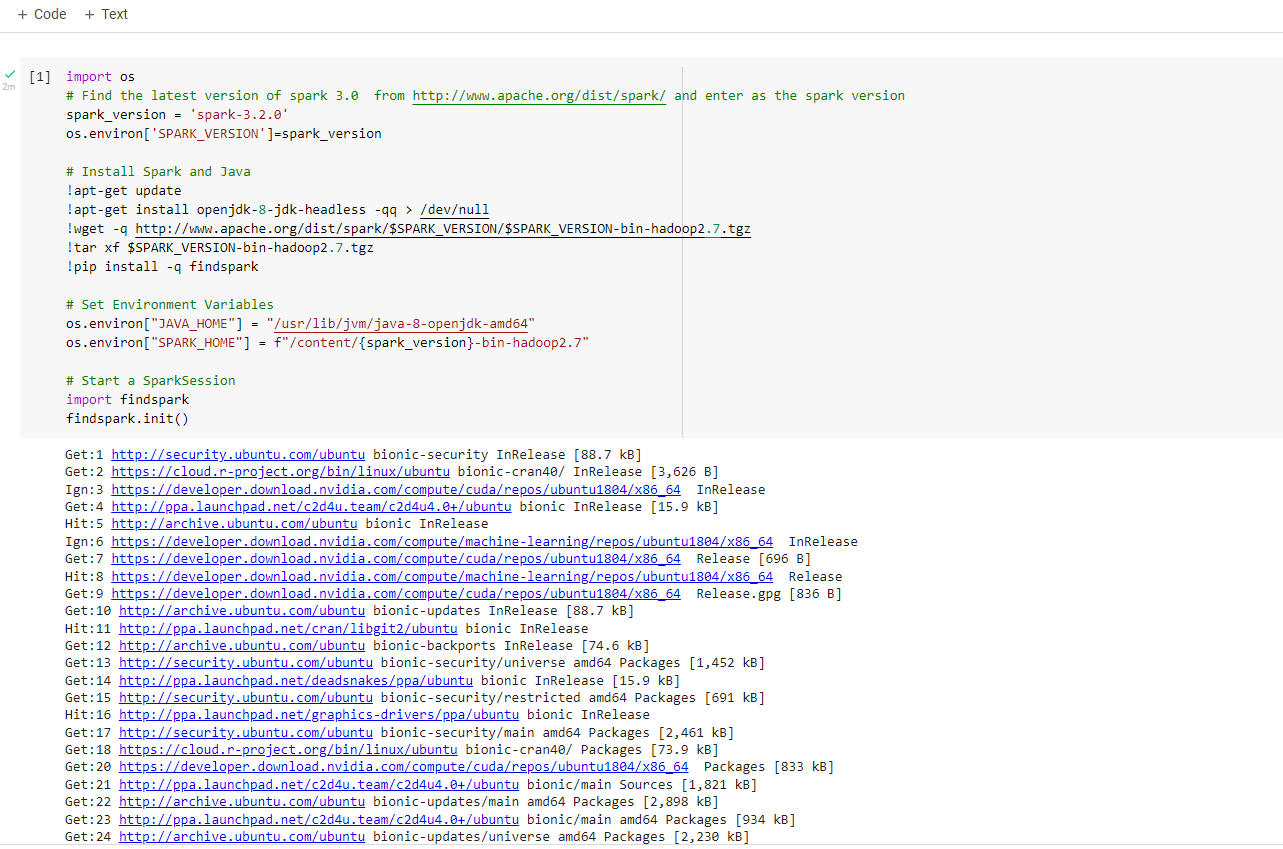 + Code + Text
[1] import os
2m
# Find the latest version of spark 3.0  from http://www.apache.org/dist/spark/ and enter as the spark version
spark_version = 'spark-3.2.0'
os.environ['SPARK_VERSION']=spark_version
# Install Spark and Java
!apt-get update
!apt-get install openjdk-8-jdk-headless -qq > /dev/null
!wget -q http://www.apache.org/dist/spark/$SPARK_VERSION/$SPARK_VERSION-bin-hadoop2.7.tgz
!tar xf $SPARK_VERSION-bin-hadoop2.7.tgz
!pip install -q findspark
# Set Environment Variables
os.environ["JAVA_HOME"] = "/usr/lib/jvm/java-8-openjdk-amd64"
os.environ["SPARK_HOME"] = f"/content/{spark_version}-bin-hadoop2.7"
# Start a SparkSession
import findspark
findspark.init()
Get:1 http://security.ubuntu.com/ubuntu bionic-security InRelease [88.7 kB]
Get:2 https://cloud.r-project.org/bin/linux/ubuntu bionic-cran40/ InRelease [3,626 B]
Ign:3 https://developer.download.nvidia.com/compute/cuda/repos/ubuntu1804/x86_64  InRelease
Get:4 http://ppa.launchpad.net/c2d4u.team/c2d4u4.0+/ubuntu bionic InRelease [15.9 kB]
Hit:5 http://archive.ubuntu.com/ubuntu bionic InRelease
Ign:6 https://developer.download.nvidia.com/compute/machine-learning/repos/ubuntu1804/x86_64  InRelease
Get:7 https://developer.download.nvidia.com/compute/cuda/repos/ubuntu1804/x86_64  Release [696 B]
Hit:8 https://developer.download.nvidia.com/compute/machine-learning/repos/ubuntu1804/x86_64  Release
Get:9 https://developer.download.nvidia.com/compute/cuda/repos/ubuntu1804/x86_64  Release.gpg [836 B]
Get:10 http://archive.ubuntu.com/ubuntu bionic-updates InRelease [88.7 kB]
Hit:11 http://ppa.launchpad.net/cran/libgit2/ubuntu bionic InRelease
Get:12 http://archive.ubuntu.com/ubuntu bionic-backports InRelease [74.6 kB]
Get:13 http://security.ubuntu.com/ubuntu bionic-security/universe amd64 Packages [1,452 kB]
Get:14 http://ppa.launchpad.net/deadsnakes/ppa/ubuntu bionic InRelease [15.9 kB]
Get:15 http://security.ubuntu.com/ubuntu bionic-security/restricted amd64 Packages [691 kB]
Hit:16 http://ppa.launchpad.net/graphics-drivers/ppa/ubuntu bionic InRelease
Get:17 http://security.ubuntu.com/ubuntu bionic-security/main amd64 Packages [2,461 kB]
Get:18 https://cloud.r-project.org/bin/linux/ubuntu bionic-cran40/ Packages [73.9 kB]
Get:20 https://developer.download.nvidia.com/compute/cuda/repos/ubuntu1804/x86_64  Packages [833 kB]
Get:21 http://ppa.launchpad.net/c2d4u.team/c2d4u4.0+/ubuntu bionic/main Sources [1,821 kB]
Get:22 http://archive.ubuntu.com/ubuntu bionic-updates/main amd64 Packages [2,898 kB]
Get:23 http://ppa.launchpad.net/c2d4u.team/c2d4u4.0+/ubuntu bionic/main amd64 Packages [934 kB]
Get:24 http://archive.ubuntu.com/ubuntu bionic-updates/universe amd64 Packages [2,230 kB]